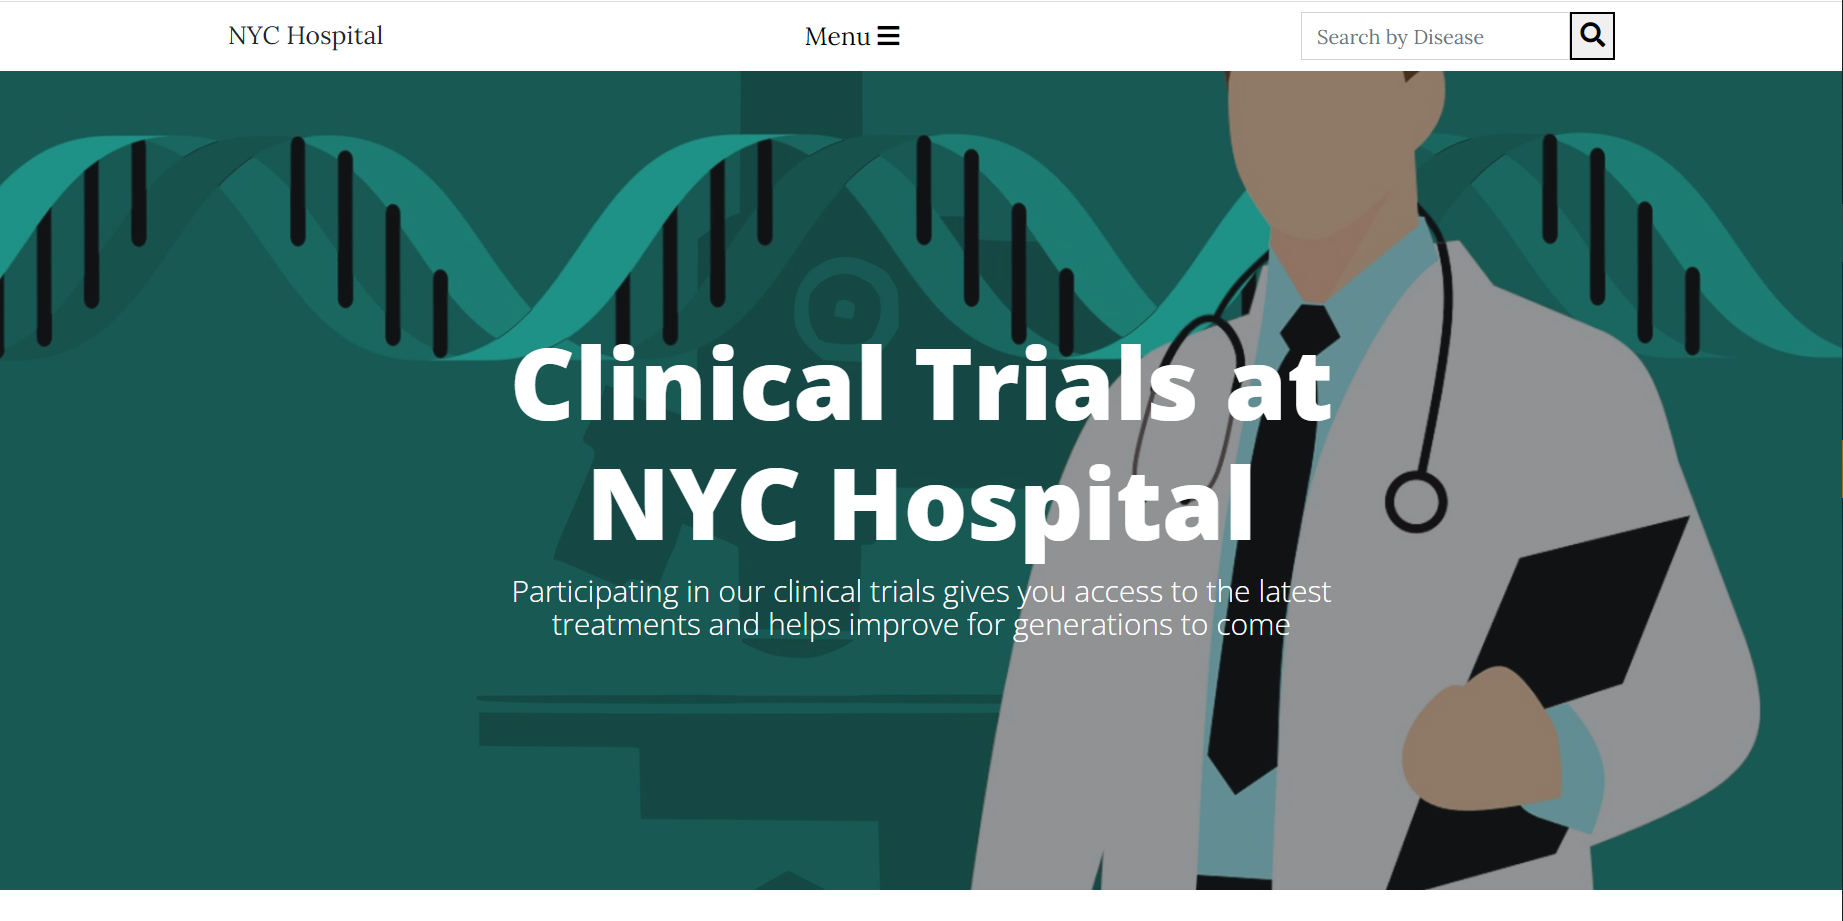 NYC Hospital
Menu
Search by Disease
Clinical Trials at
NYC Hospital
Participating in our clinical trials gives you access to the latest
treatments and helps improve for generations to come